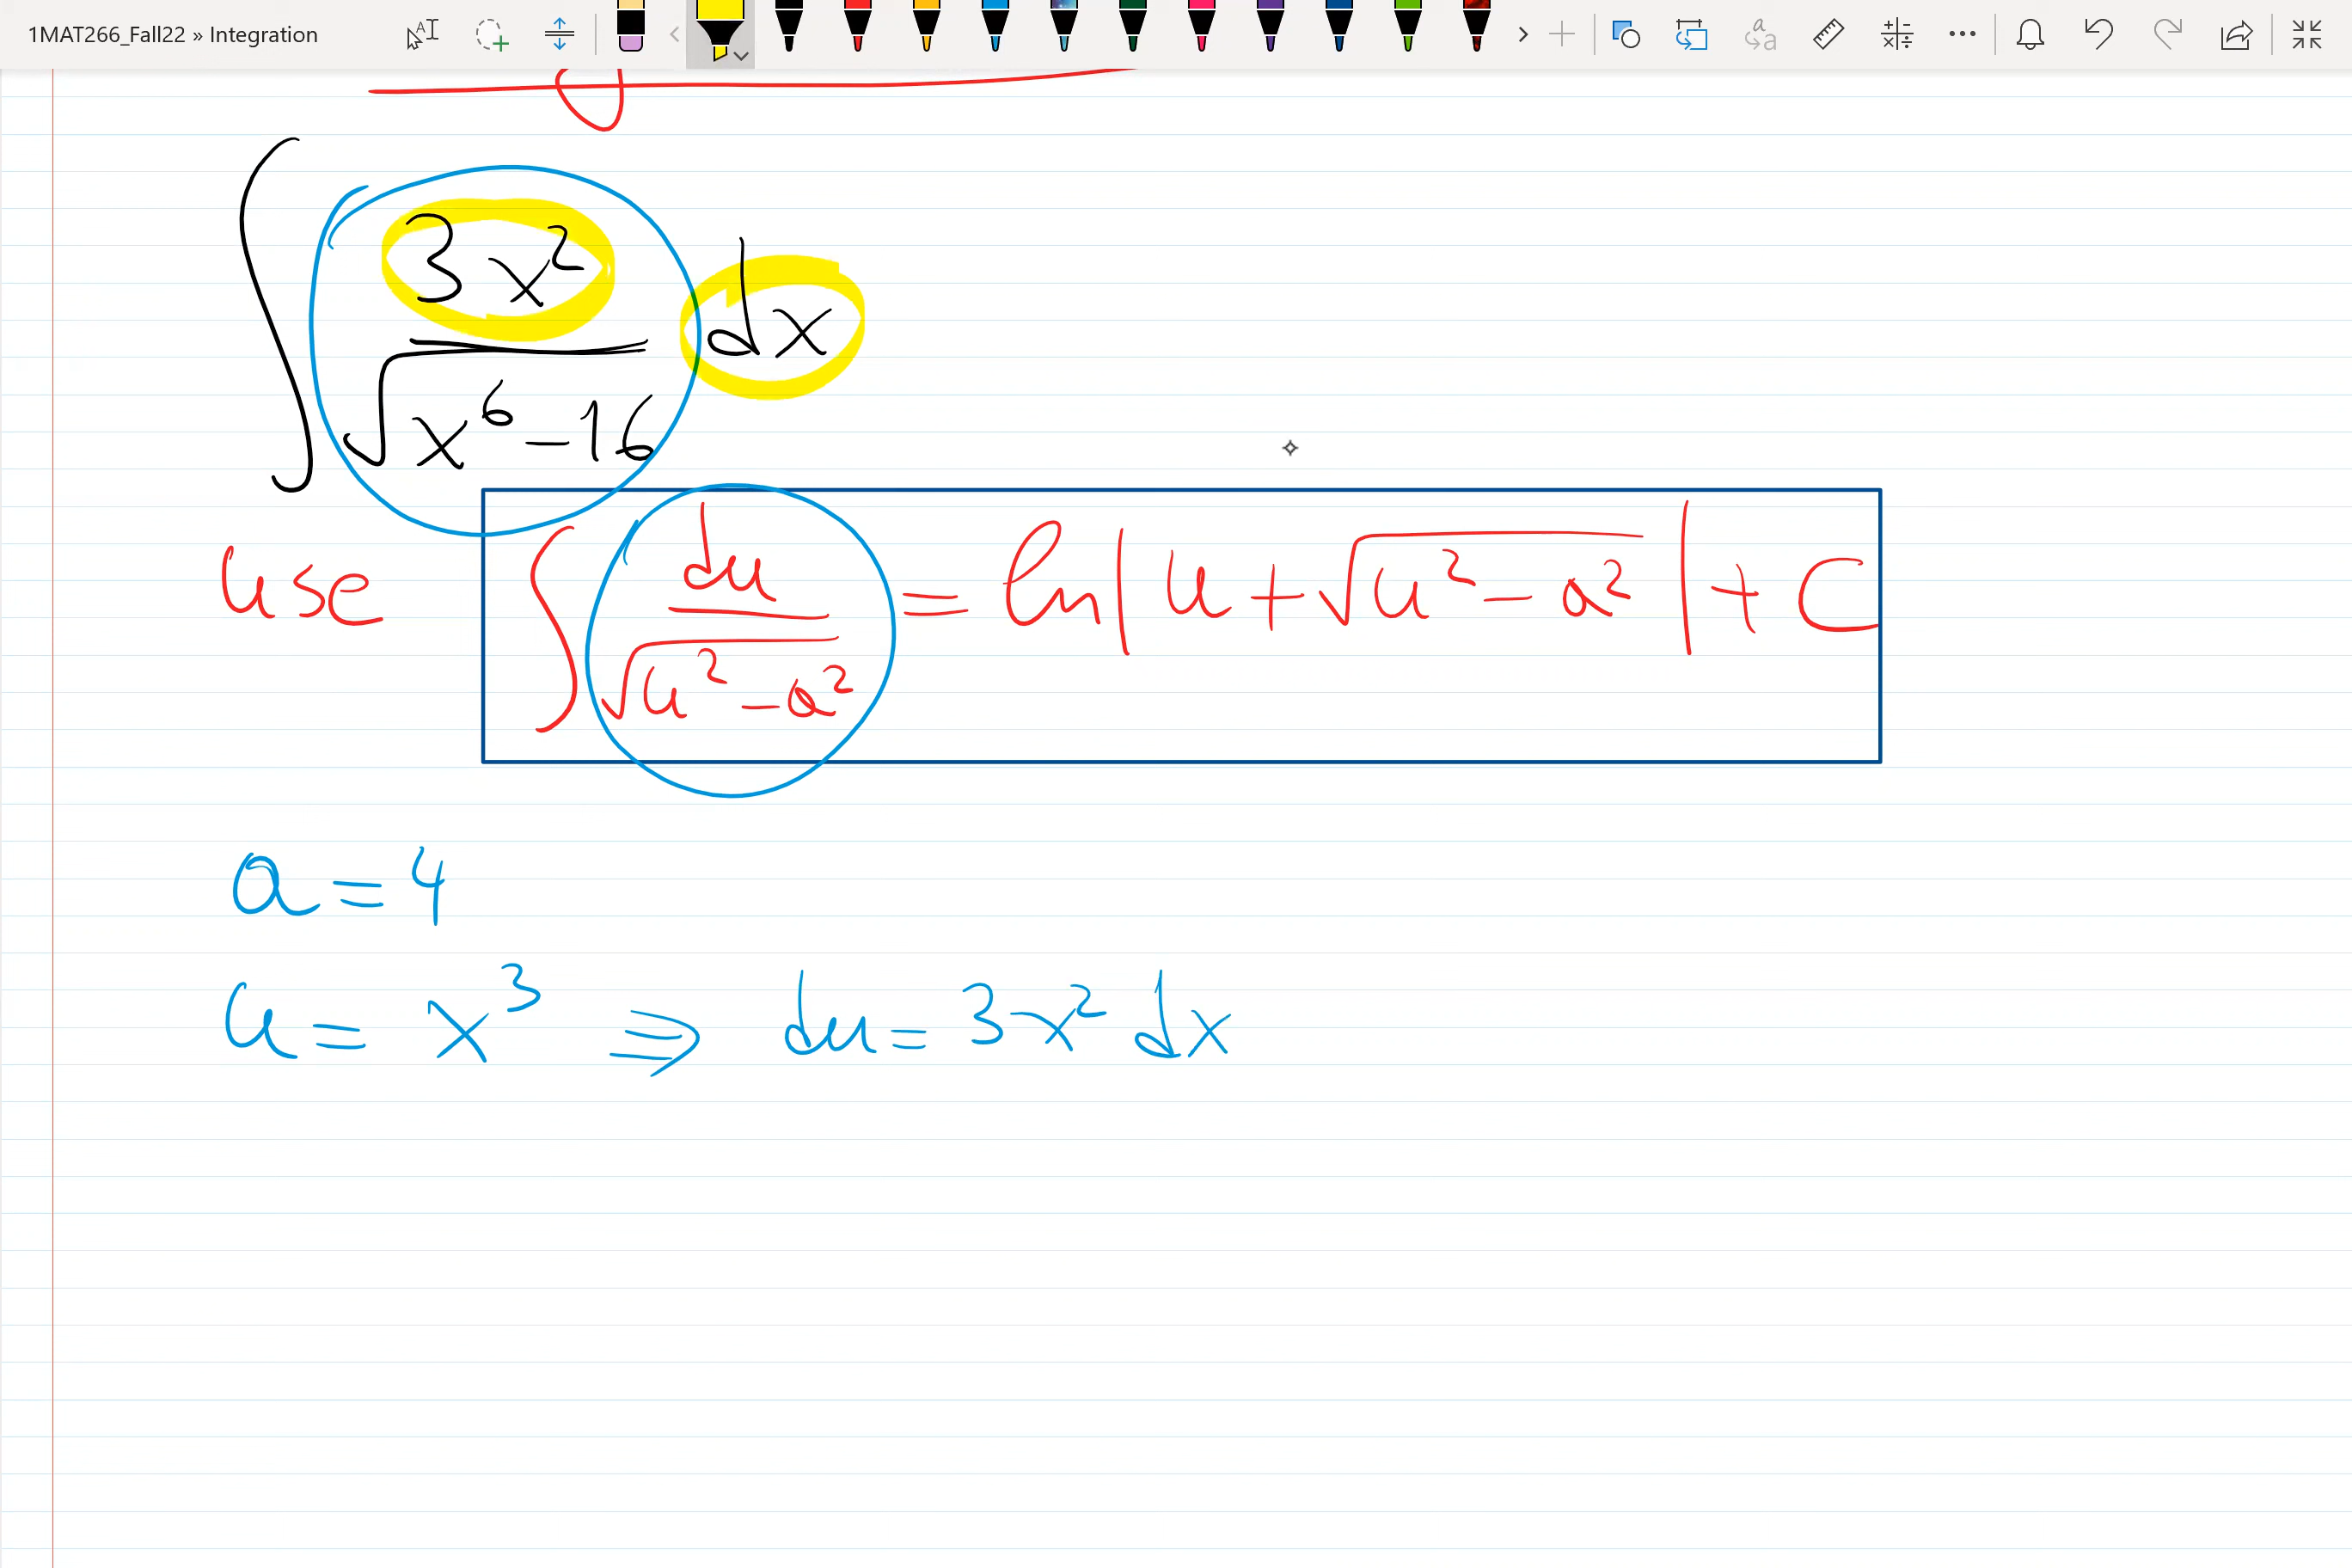 1MAT266_Fall22 » Integration
∫ 3x² / √(x⁶ − 16) dx
use ∫ du / √(u² − a²) = ln | u + √(u² − a²) | + C
a = 4
u = x³ ⇒ du = 3x² dx